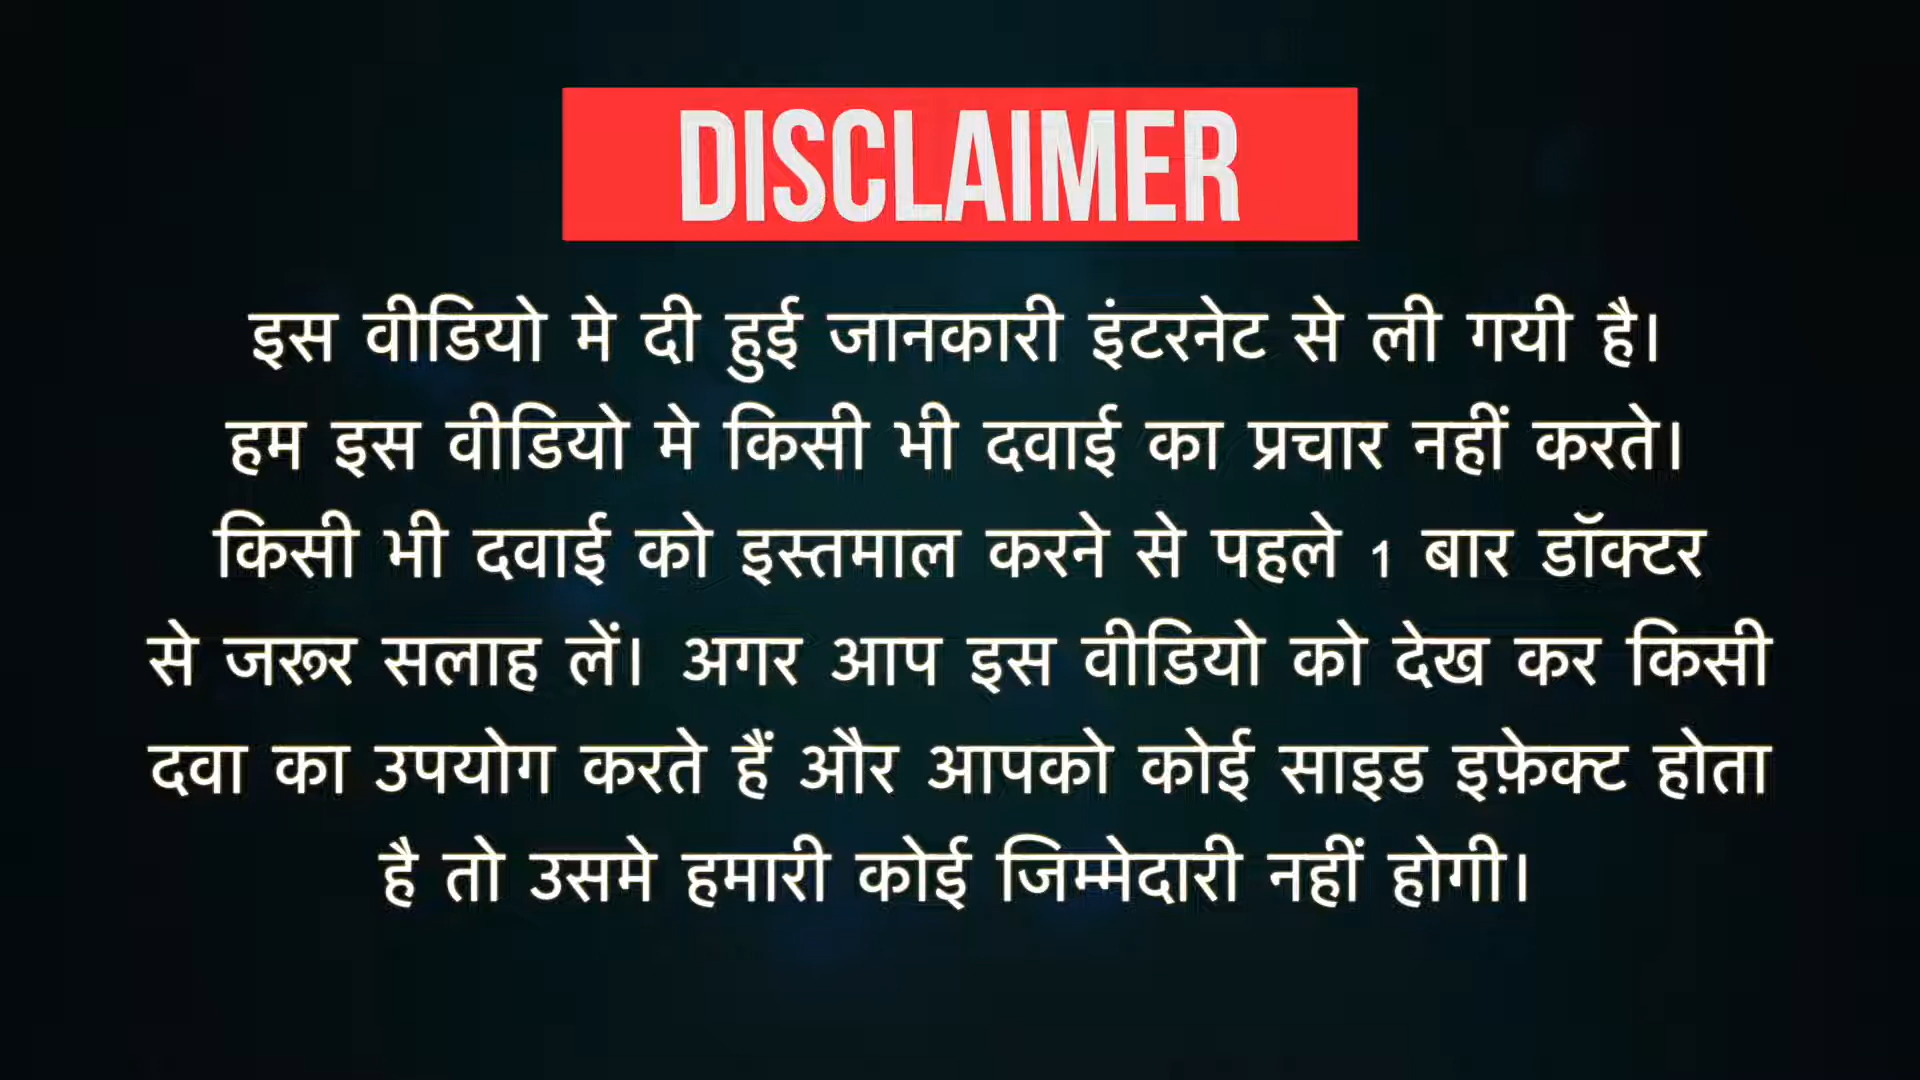 DISCLAIMER
इस वीडियो मे दी हुई जानकारी इंटरनेट से ली गयी है।
हम इस वीडियो मे किसी भी दवाई का प्रचार नहीं करते।
किसी भी दवाई को इस्तमाल करने से पहले 1 बार डॉक्टर
से जरूर सलाह लें। अगर आप इस वीडियो को देख कर किसी
दवा का उपयोग करते हैं और आपको कोई साइड इफ़ेक्ट होता
है तो उसमे हमारी कोई जिम्मेदारी नहीं होगी।